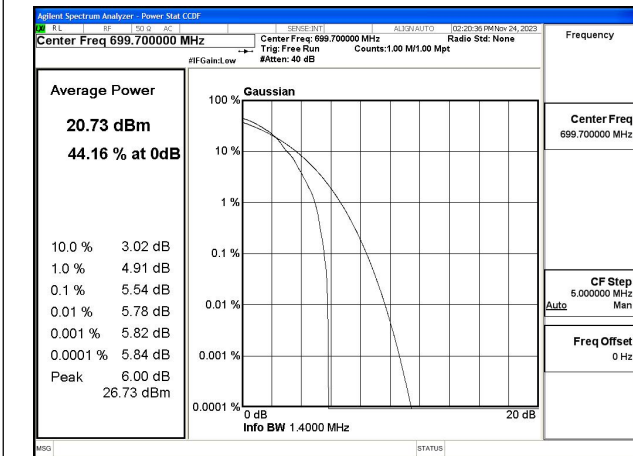 Agilent Spectrum Analyzer - Power Stat CCDF
RL RF 50 Ω AC SENSE:INT ALIGN AUTO 02:20:36 PM Nov 24, 2023
Center Freq 699.700000 MHz
Center Freq: 699.700000 MHz Radio Std: None
Trig: Free Run Counts:1.00 M/1.00 Mpt
#IFGain:Low #Atten: 40 dB
Frequency
Average Power
20.73 dBm
44.16 % at 0dB
10.0 % 3.02 dB
1.0 % 4.91 dB
0.1 % 5.54 dB
0.01 % 5.78 dB
0.001 % 5.82 dB
0.0001 % 5.84 dB
Peak 6.00 dB
26.73 dBm
Gaussian
100 %
10 %
1 %
0.1 %
0.01 %
0.001 %
0.0001 %
0 dB 20 dB
Info BW 1.4000 MHz
Center Freq
699.700000 MHz
CF Step
5.000000 MHz
Auto Man
Freq Offset
0 Hz
MSG STATUS